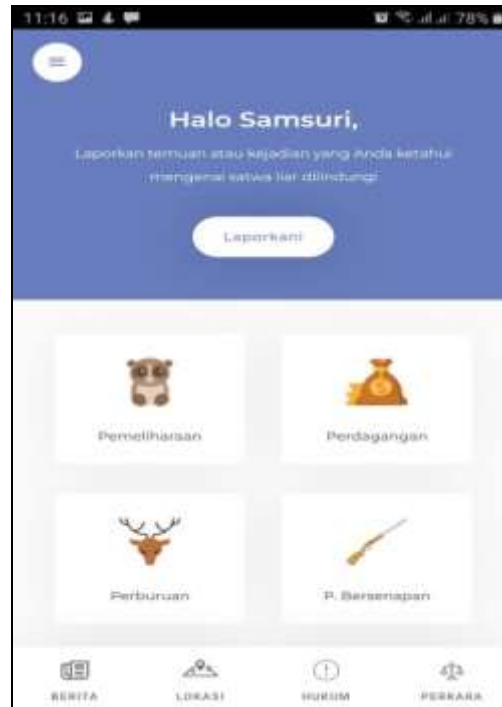 11:16
78%
Halo Samsuri,
Laporkan temuan atau kejadian yang Anda ketahui
mengenai satwa liar dilindungi
Laporkan!
Pemeliharaan
Perdagangan
Perburuan
P. Bersenapan
BERITA
LOKASI
HUKUM
PERKARA